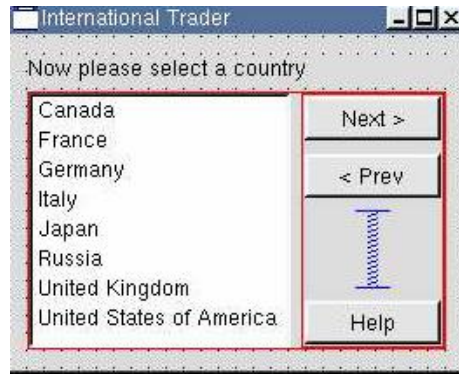 International Trader
Now please select a country
Canada
France
Germany
Italy
Japan
Russia
United Kingdom
United States of America
Next >
< Prev
Help